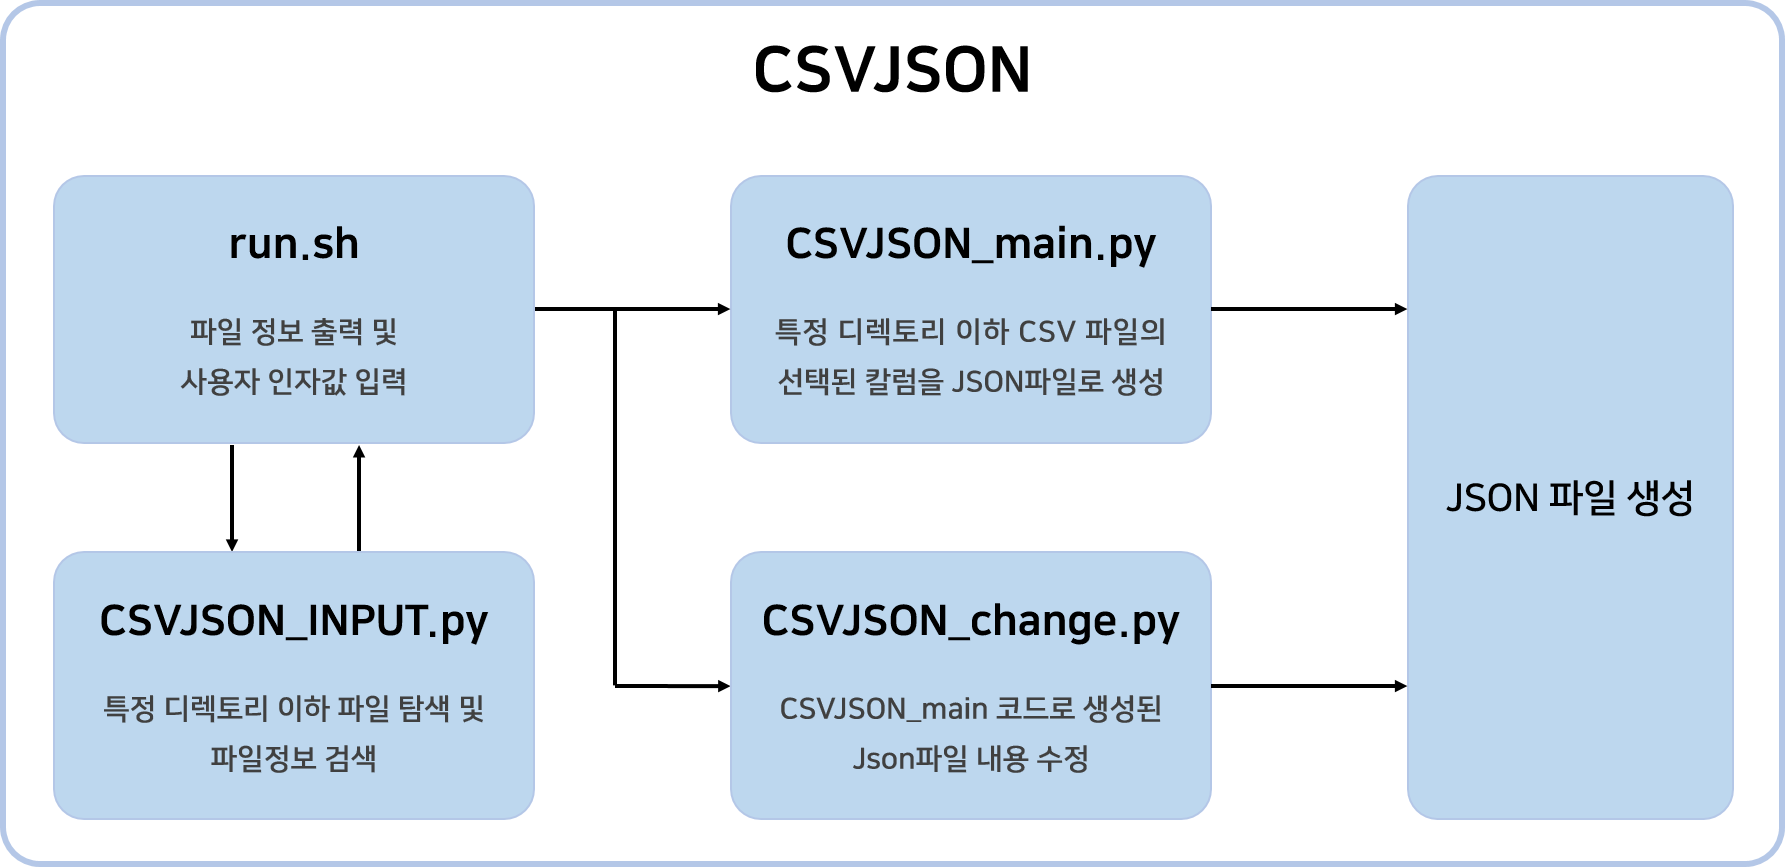 CSVJSON
run.sh
파일 정보 출력 및
사용자 인자값 입력
CSVJSON_main.py
특정 디렉토리 이하 CSV 파일의
선택된 칼럼을 JSON파일로 생성
CSVJSON_INPUT.py
특정 디렉토리 이하 파일 탐색 및
파일정보 검색
CSVJSON_change.py
CSVJSON_main 코드로 생성된
Json파일 내용 수정
JSON 파일 생성